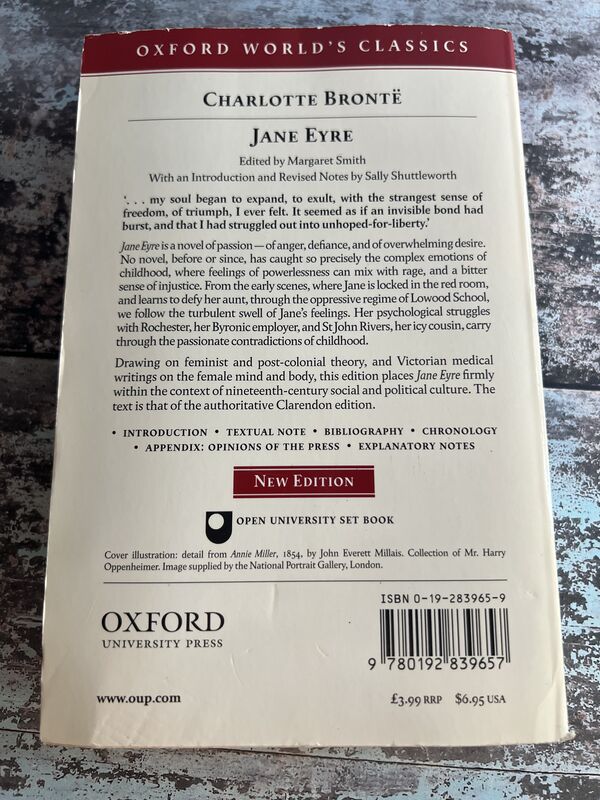 OXFORD WORLD'S CLASSICS
CHARLOTTE BRONTË
JANE EYRE
Edited by Margaret Smith
With an Introduction and Revised Notes by Sally Shuttleworth
'. . . my soul began to expand, to exult, with the strangest sense of
freedom, of triumph, I ever felt. It seemed as if an invisible bond had
burst, and that I had struggled out into unhoped-for-liberty.'
Jane Eyre is a novel of passion—of anger, defiance, and of overwhelming desire.
No novel, before or since, has caught so precisely the complex emotions of
childhood, where feelings of powerlessness can mix with rage, and a bitter
sense of injustice. From the early scenes, where Jane is locked in the red room,
and learns to defy her aunt, through the oppressive regime of Lowood School,
we follow the turbulent swell of Jane's feelings. Her psychological struggles
with Rochester, her Byronic employer, and St John Rivers, her icy cousin, carry
through the passionate contradictions of childhood.
Drawing on feminist and post-colonial theory, and Victorian medical
writings on the female mind and body, this edition places Jane Eyre firmly
within the context of nineteenth-century social and political culture. The
text is that of the authoritative Clarendon edition.
• INTRODUCTION • TEXTUAL NOTE • BIBLIOGRAPHY • CHRONOLOGY
• APPENDIX: OPINIONS OF THE PRESS • EXPLANATORY NOTES
NEW EDITION
OPEN UNIVERSITY SET BOOK
Cover illustration: detail from Annie Miller, 1854, by John Everett Millais. Collection of Mr. Harry
Oppenheimer. Image supplied by the National Portrait Gallery, London.
ISBN 0-19-283965-9
OXFORD
UNIVERSITY PRESS
9 780192 839657
www.oup.com
£3.99 RRP $6.95 USA